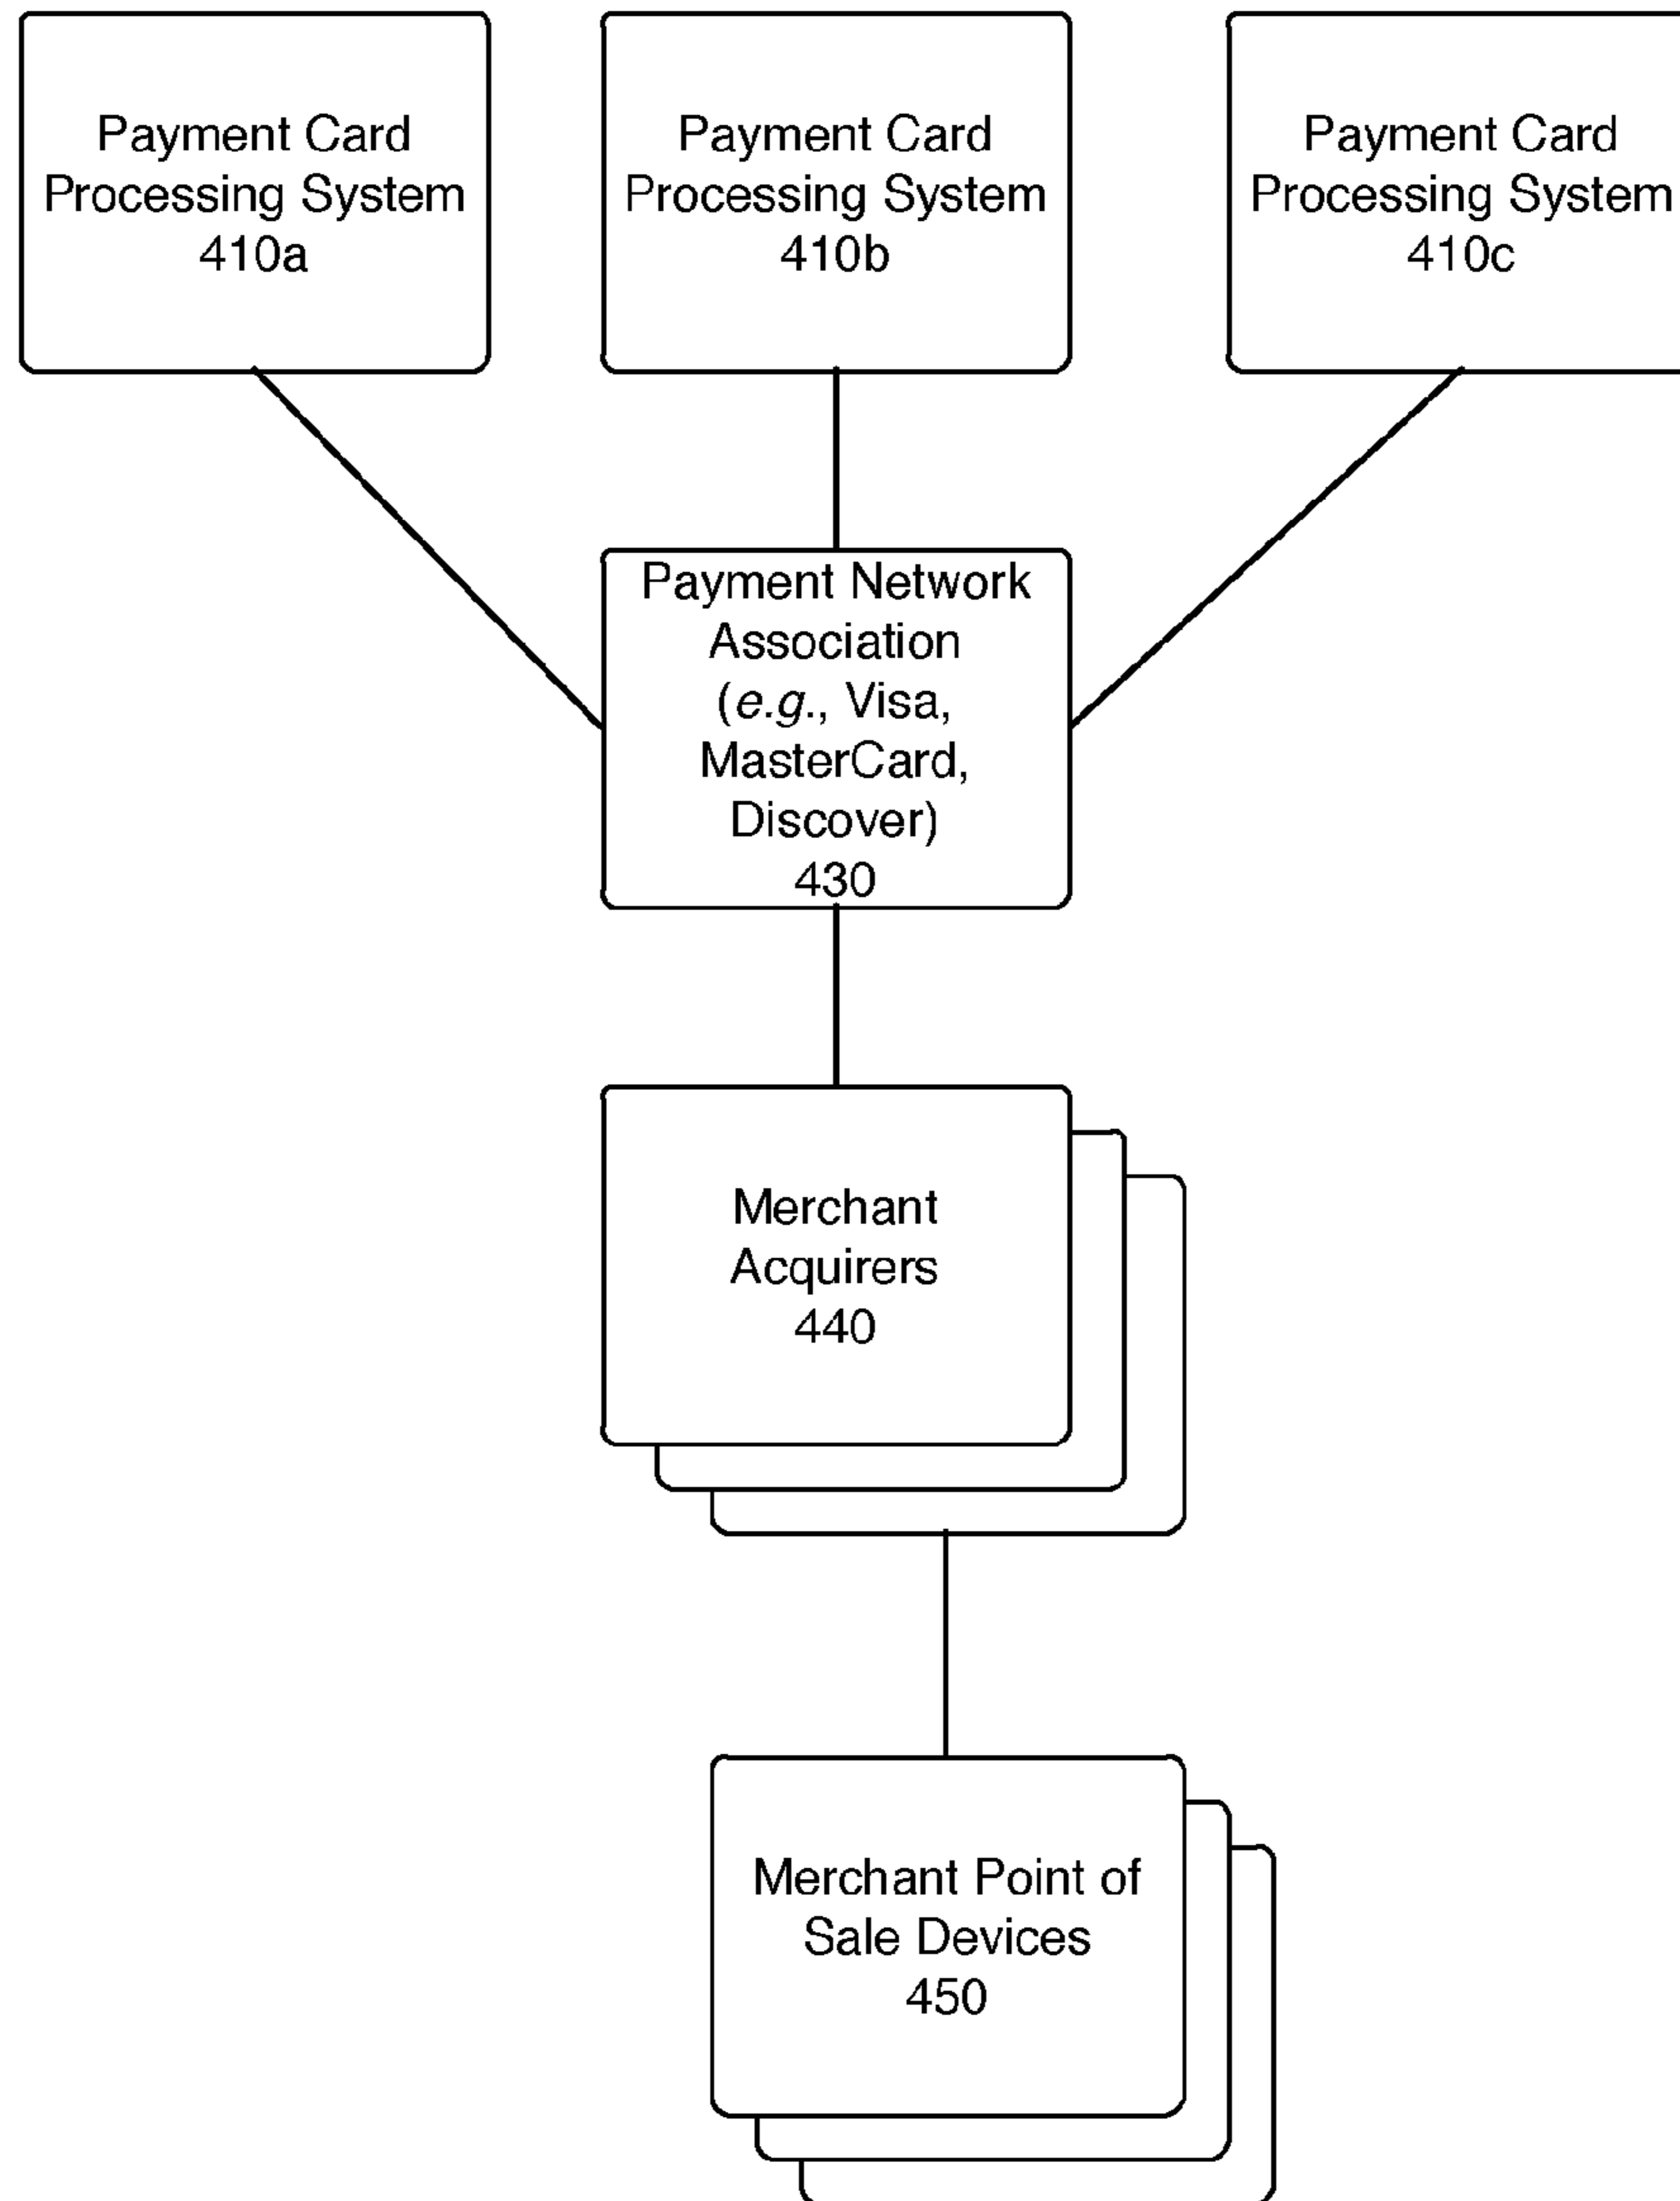 Payment Card
Processing System
410a
Payment Card
Processing System
410b
Payment Card
Processing System
410c
Payment Network
Association
(e.g., Visa,
MasterCard,
Discover)
430
Merchant
Acquirers
440
Merchant Point of
Sale Devices
450